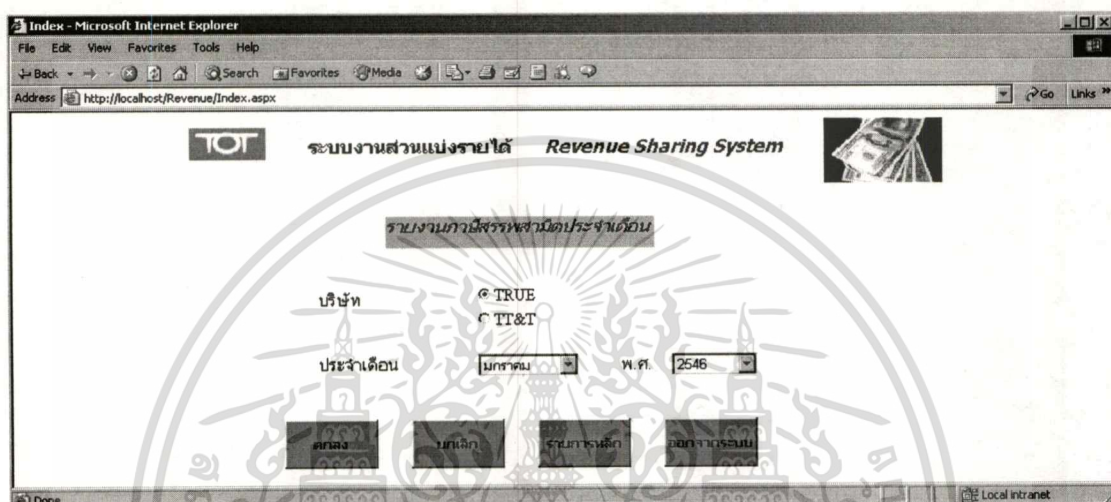 Index - Microsoft Internet Explorer
File Edit View Favorites Tools Help
Back Search Favorites Media
Address http://localhost/Revenue/Index.aspx Go Links »
TOT ระบบงานส่วนแบ่งรายได้ Revenue Sharing System
รายงานภาษีสรรพสามิตประจำเดือน
บริษัท TRUE
TT&T
ประจำเดือน มกราคม พ.ศ. 2546
ตกลง ยกเลิก รายการหลัก ออกจากระบบ
Done Local intranet